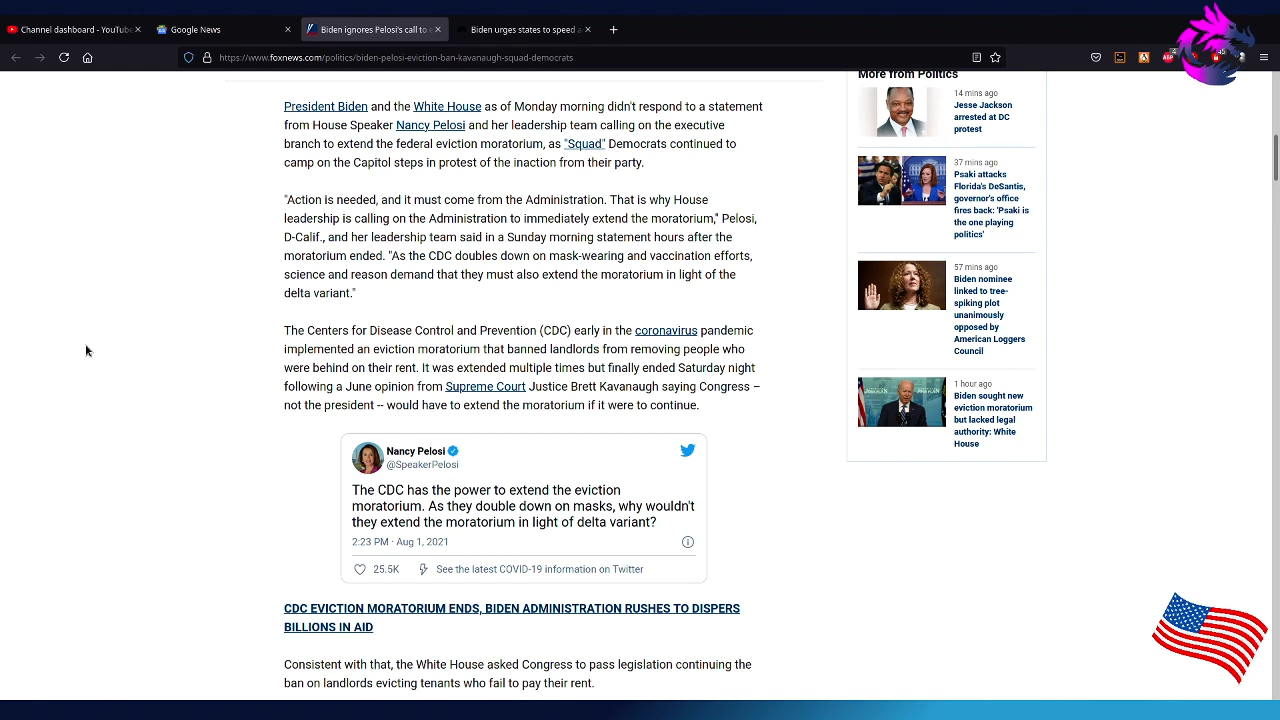 Channel dashboard - YouTube
Google News
Biden ignores Pelosi's call to e
Biden urges states to speed a
https://www.foxnews.com/politics/biden-pelosi-eviction-ban-kavanaugh-squad-democrats
President Biden and the White House as of Monday morning didn't respond to a statement
from House Speaker Nancy Pelosi and her leadership team calling on the executive
branch to extend the federal eviction moratorium, as "Squad" Democrats continued to
camp on the Capitol steps in protest of the inaction from their party.
"Action is needed, and it must come from the Administration. That is why House
leadership is calling on the Administration to immediately extend the moratorium," Pelosi,
D-Calif., and her leadership team said in a Sunday morning statement hours after the
moratorium ended. "As the CDC doubles down on mask-wearing and vaccination efforts,
science and reason demand that they must also extend the moratorium in light of the
delta variant."
The Centers for Disease Control and Prevention (CDC) early in the coronavirus pandemic
implemented an eviction moratorium that banned landlords from removing people who
were behind on their rent. It was extended multiple times but finally ended Saturday night
following a June opinion from Supreme Court Justice Brett Kavanaugh saying Congress –
not the president -- would have to extend the moratorium if it were to continue.
Nancy Pelosi
@SpeakerPelosi
The CDC has the power to extend the eviction
moratorium. As they double down on masks, why wouldn't
they extend the moratorium in light of delta variant?
2:23 PM · Aug 1, 2021
25.5K See the latest COVID-19 information on Twitter
CDC EVICTION MORATORIUM ENDS, BIDEN ADMINISTRATION RUSHES TO DISPERS
BILLIONS IN AID
Consistent with that, the White House asked Congress to pass legislation continuing the
ban on landlords evicting tenants who fail to pay their rent.
More from Politics
14 mins ago
Jesse Jackson
arrested at DC
protest
37 mins ago
Psaki attacks
Florida's DeSantis,
governor's office
fires back: 'Psaki is
the one playing
politics'
57 mins ago
Biden nominee
linked to tree-
spiking plot
unanimously
opposed by
American Loggers
Council
1 hour ago
Biden sought new
eviction moratorium
but lacked legal
authority: White
House